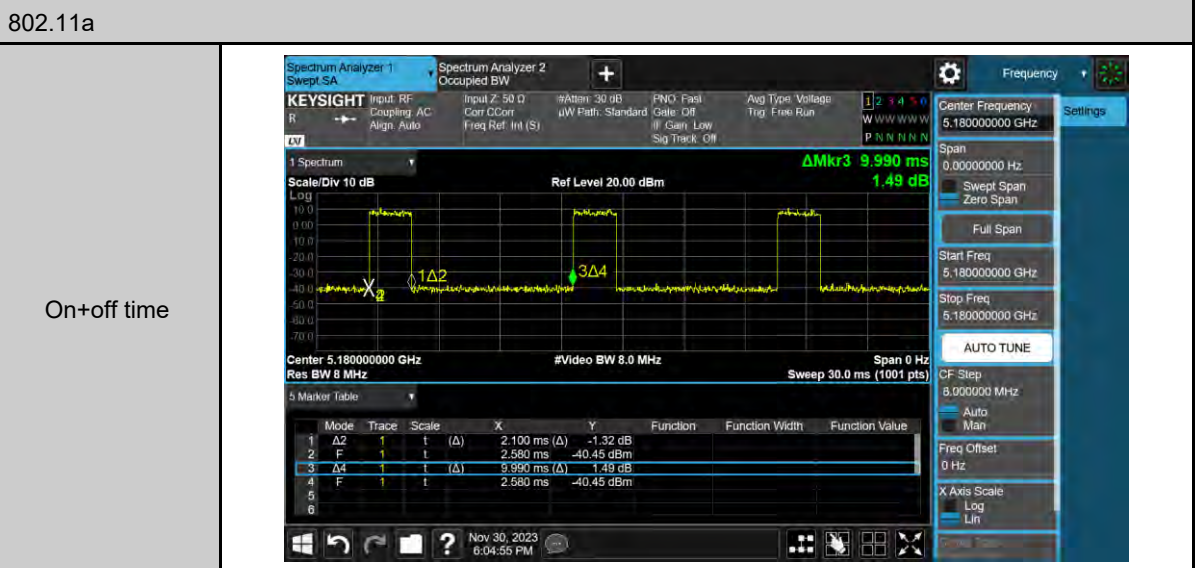 802.11a
On+off time
Spectrum Analyzer 1
Swept SA
Spectrum Analyzer 2
Occupied BW
+
Frequency
KEYSIGHT
R
LXI
Input: RF
Coupling: AC
Align: Auto
Input Z: 50 Ω
Corr CCorr
Freq Ref: Int (S)
#Atten: 30 dB
µW Path: Standard
PNO: Fast
Gate: Off
IF Gain: Low
Sig Track: Off
Avg Type: Voltage
Trig: Free Run
1 2 3 4 5 6
W W W W W W
P N N N N N
Center Frequency
5.180000000 GHz
Settings
1 Spectrum
ΔMkr3 9.990 ms
1.49 dB
Scale/Div 10 dB
Ref Level 20.00 dBm
Log
10.0
0.00
-10.0
-20.0
-30.0
-40.0
-50.0
-60.0
-70.0
1Δ2
3Δ4
Center 5.180000000 GHz
#Video BW 8.0 MHz
Span 0 Hz
Res BW 8 MHz
Sweep 30.0 ms (1001 pts)
Span
0.00000000 Hz
Swept Span
Zero Span
Full Span
Start Freq
5.180000000 GHz
Stop Freq
5.180000000 GHz
AUTO TUNE
CF Step
8.000000 MHz
Auto
Man
Freq Offset
0 Hz
X Axis Scale
Log
Lin
5 Marker Table
Mode Trace Scale X Y Function Function Width Function Value
1 Δ2 1 t (Δ) 2.100 ms (Δ) -1.32 dB
2 F 1 t 2.580 ms -40.45 dBm
3 Δ4 1 t (Δ) 9.990 ms (Δ) 1.49 dB
4 F 1 t 2.580 ms -40.45 dBm
5
6
?
Nov 30, 2023
6:04:55 PM